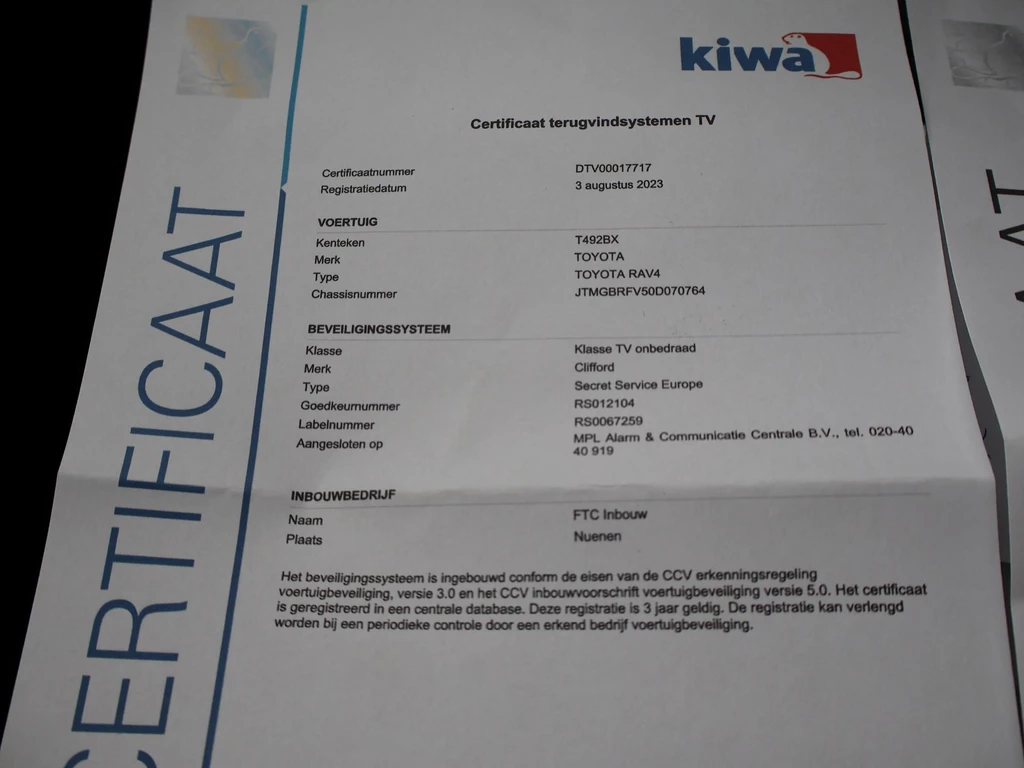 kiwa
Certificaat terugvindsystemen TV
Certificaatnummer DTV00017717
Registratiedatum 3 augustus 2023
VOERTUIG
Kenteken T492BX
Merk TOYOTA
Type TOYOTA RAV4
Chassisnummer JTMGBRFV50D070764
BEVEILIGINGSSYSTEEM
Klasse Klasse TV onbedraad
Merk Clifford
Type Secret Service Europe
Goedkeurnummer RS012104
Labelnummer RS0067259
Aangesloten op MPL Alarm & Communicatie Centrale B.V., tel. 020-40
40 919
INBOUWBEDRIJF
Naam FTC Inbouw
Plaats Nuenen
Het beveiligingssysteem is ingebouwd conform de eisen van de CCV erkenningsregeling
voertuigbeveiliging, versie 3.0 en het CCV inbouwvoorschrift voertuigbeveiliging versie 5.0. Het certificaat
is geregistreerd in een centrale database. Deze registratie is 3 jaar geldig. De registratie kan verlengd
worden bij een periodieke controle door een erkend bedrijf voertuigbeveiliging.
CERTIFICAAT
AT